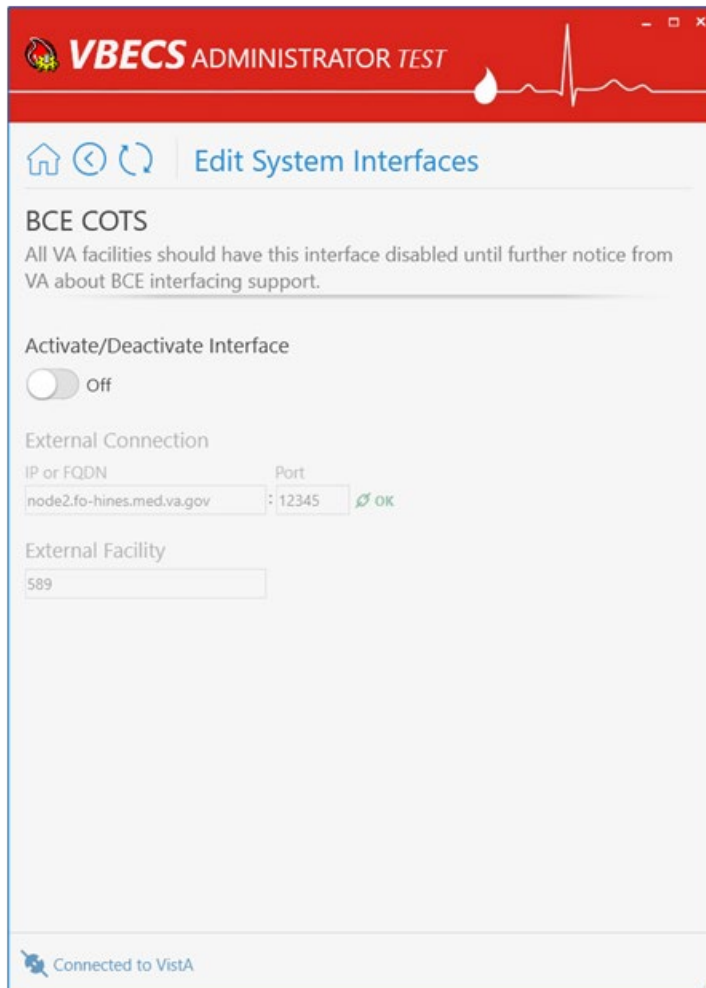 VBECS ADMINISTRATOR TEST
Edit System Interfaces
BCE COTS
All VA facilities should have this interface disabled until further notice from
VA about BCE interfacing support.
Activate/Deactivate Interface
Off
External Connection
IP or FQDN Port
node2.fo-hines.med.va.gov : 12345 OK
External Facility
589
Connected to VistA